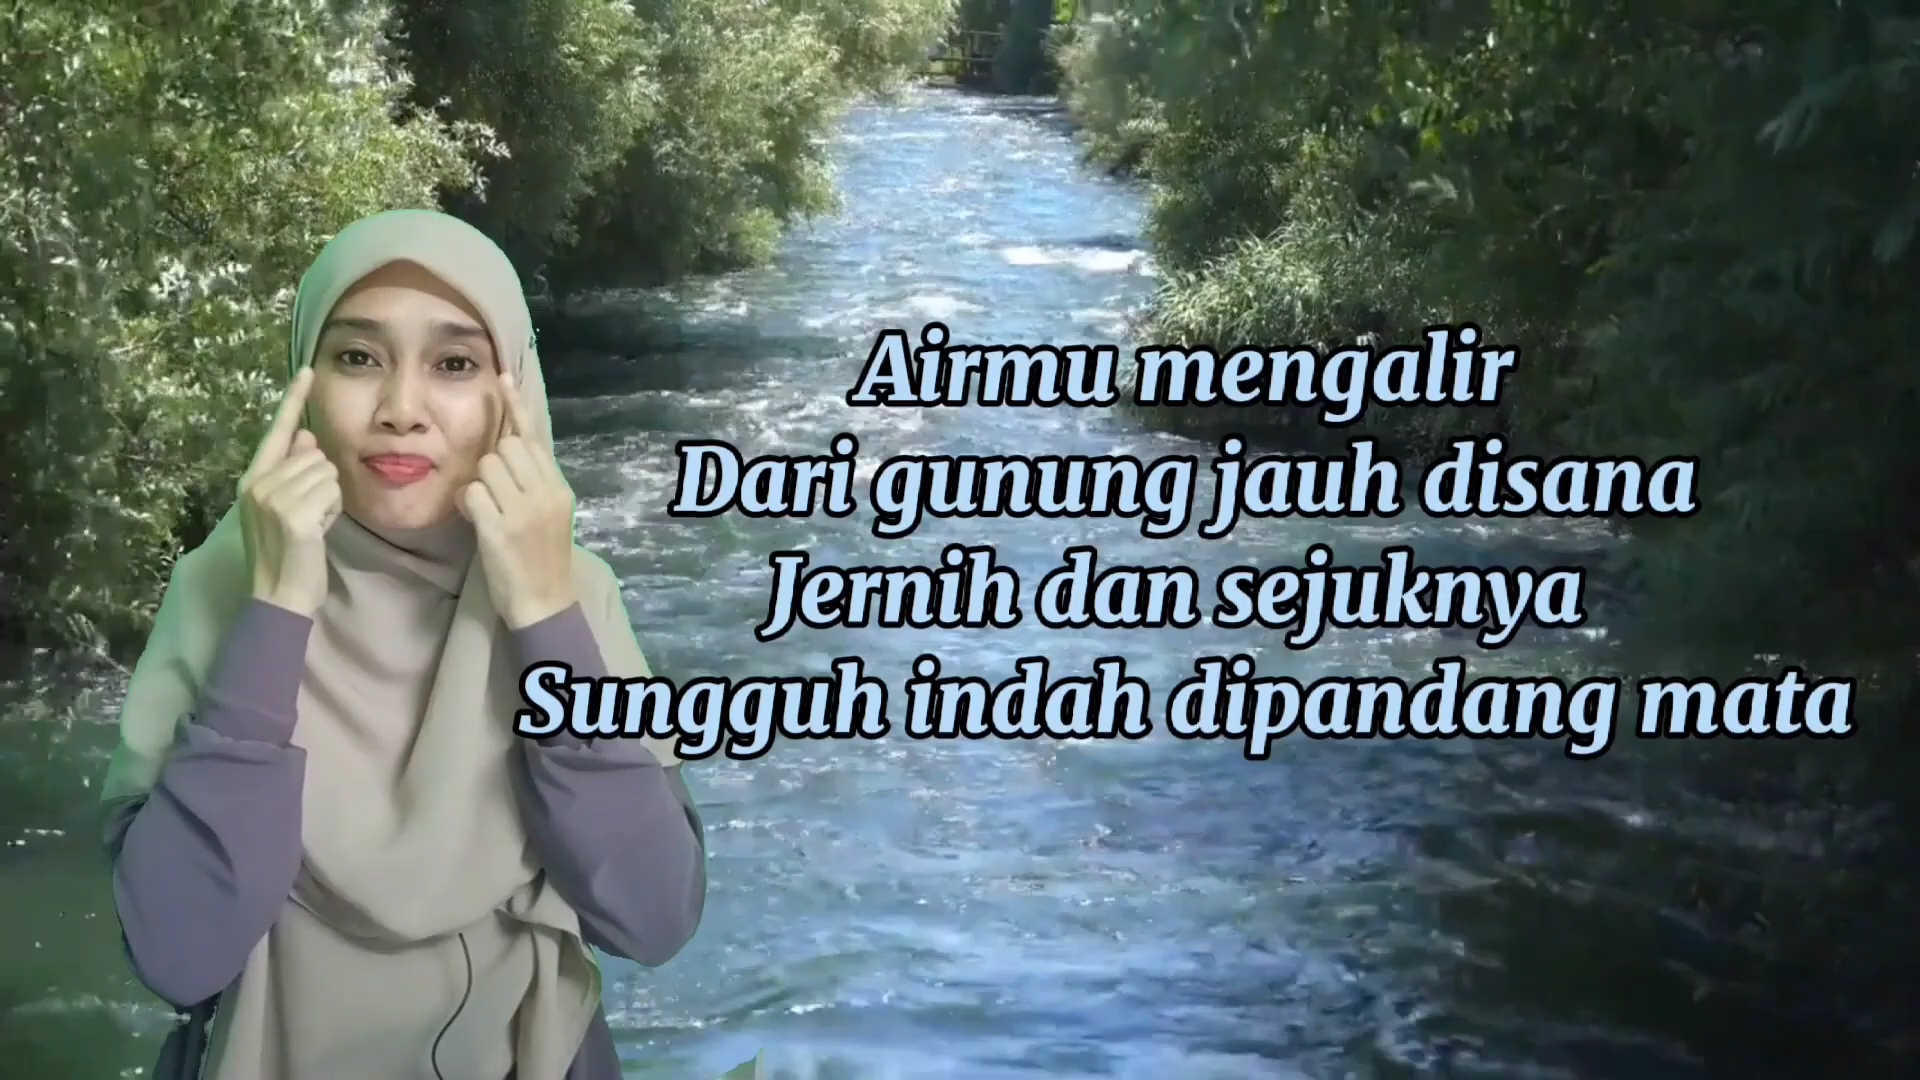 Airmu mengalir
Dari gunung jauh disana
Jernih dan sejuknya
Sungguh indah dipandang mata